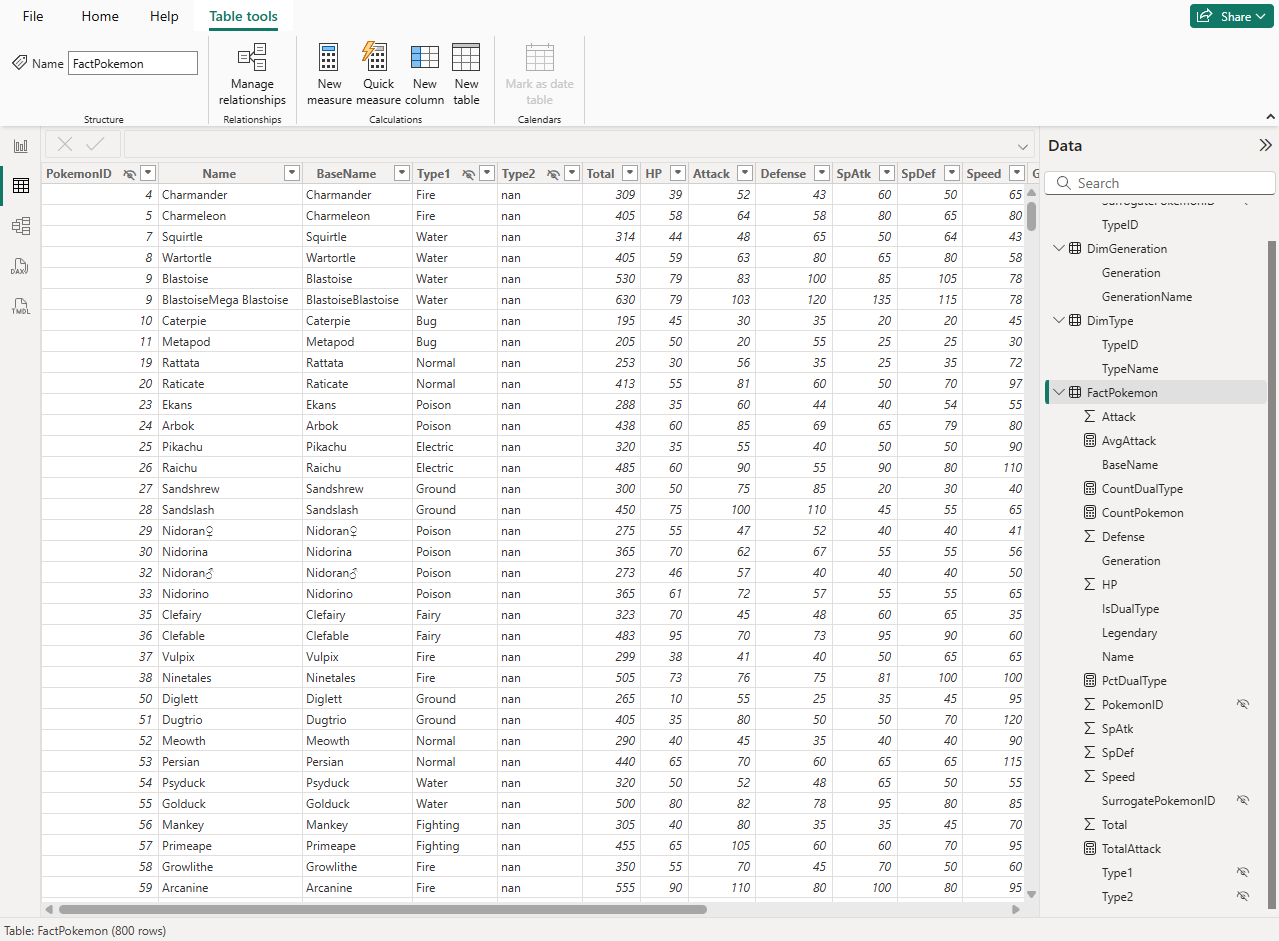 File Home Help Table tools Share
Name FactPokemon
Manage relationships
New measure
Quick measure
New column
New table
Mark as date table
Structure Relationships Calculations Calendars
PokemonID Name BaseName Type1 Type2 Total HP Attack Defense SpAtk SpDef Speed G
4 Charmander Charmander Fire nan 309 39 52 43 60 50 65
5 Charmeleon Charmeleon Fire nan 405 58 64 58 80 65 80
7 Squirtle Squirtle Water nan 314 44 48 65 50 64 43
8 Wartortle Wartortle Water nan 405 59 63 80 65 80 58
9 Blastoise Blastoise Water nan 530 79 83 100 85 105 78
9 BlastoiseMega Blastoise BlastoiseBlastoise Water nan 630 79 103 120 135 115 78
10 Caterpie Caterpie Bug nan 195 45 30 35 20 20 45
11 Metapod Metapod Bug nan 205 50 20 55 25 25 30
19 Rattata Rattata Normal nan 253 30 56 35 25 35 72
20 Raticate Raticate Normal nan 413 55 81 60 50 70 97
23 Ekans Ekans Poison nan 288 35 60 44 40 54 55
24 Arbok Arbok Poison nan 438 60 85 69 65 79 80
25 Pikachu Pikachu Electric nan 320 35 55 40 50 50 90
26 Raichu Raichu Electric nan 485 60 90 55 90 80 110
27 Sandshrew Sandshrew Ground nan 300 50 75 85 20 30 40
28 Sandslash Sandslash Ground nan 450 75 100 110 45 55 65
29 Nidoran♀ Nidoran♀ Poison nan 275 55 47 52 40 40 41
30 Nidorina Nidorina Poison nan 365 70 62 67 55 55 56
32 Nidoran♂ Nidoran♂ Poison nan 273 46 57 40 40 40 50
33 Nidorino Nidorino Poison nan 365 61 72 57 55 55 65
35 Clefairy Clefairy Fairy nan 323 70 45 48 60 65 35
36 Clefable Clefable Fairy nan 483 95 70 73 95 90 60
37 Vulpix Vulpix Fire nan 299 38 41 40 50 65 65
38 Ninetales Ninetales Fire nan 505 73 76 75 81 100 100
50 Diglett Diglett Ground nan 265 10 55 25 35 45 95
51 Dugtrio Dugtrio Ground nan 405 35 80 50 50 70 120
52 Meowth Meowth Normal nan 290 40 45 35 40 40 90
53 Persian Persian Normal nan 440 65 70 60 65 65 115
54 Psyduck Psyduck Water nan 320 50 52 48 65 50 55
55 Golduck Golduck Water nan 500 80 82 78 95 80 85
56 Mankey Mankey Fighting nan 305 40 80 35 35 45 70
57 Primeape Primeape Fighting nan 455 65 105 60 60 70 95
58 Growlithe Growlithe Fire nan 350 55 70 45 70 50 60
59 Arcanine Arcanine Fire nan 555 90 110 80 100 80 95
DAX
TMDL
Data
Search
SurrogatePokemonID
TypeID
DimGeneration
Generation
GenerationName
DimType
TypeID
TypeName
FactPokemon
Attack
AvgAttack
BaseName
CountDualType
CountPokemon
Defense
Generation
HP
IsDualType
Legendary
Name
PctDualType
PokemonID
SpAtk
SpDef
Speed
SurrogatePokemonID
Total
TotalAttack
Type1
Type2
Table: FactPokemon (800 rows)